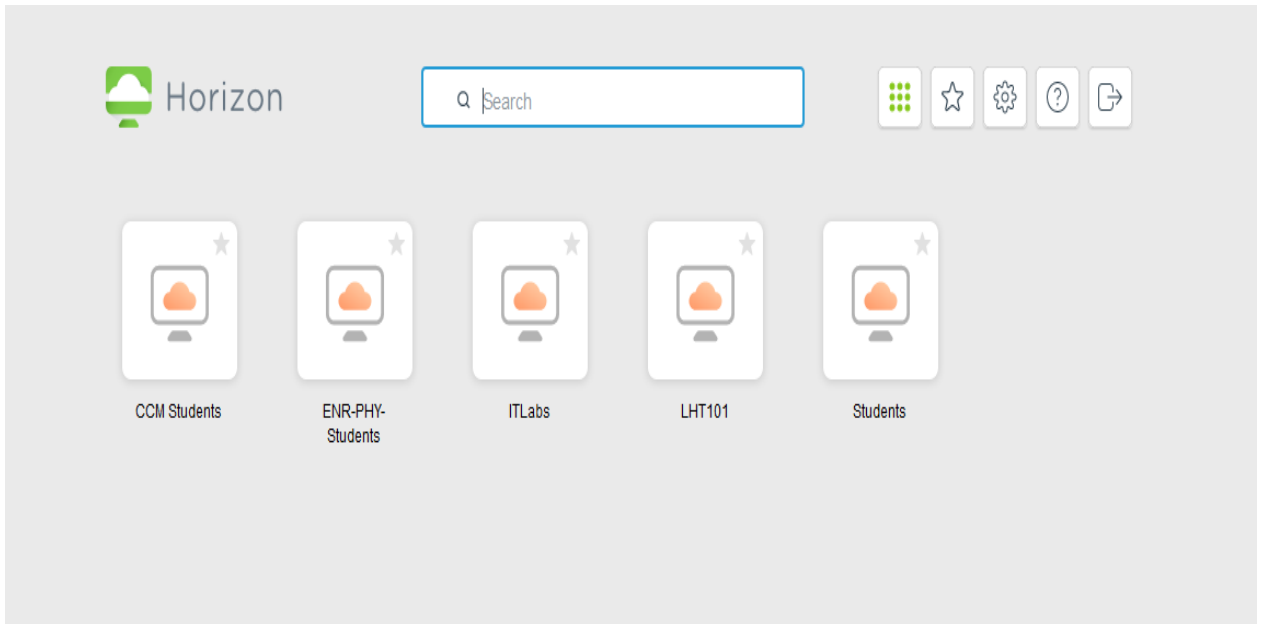 Horizon
Search
CCM Students
ENR-PHY-
Students
ITLabs
LHT101
Students